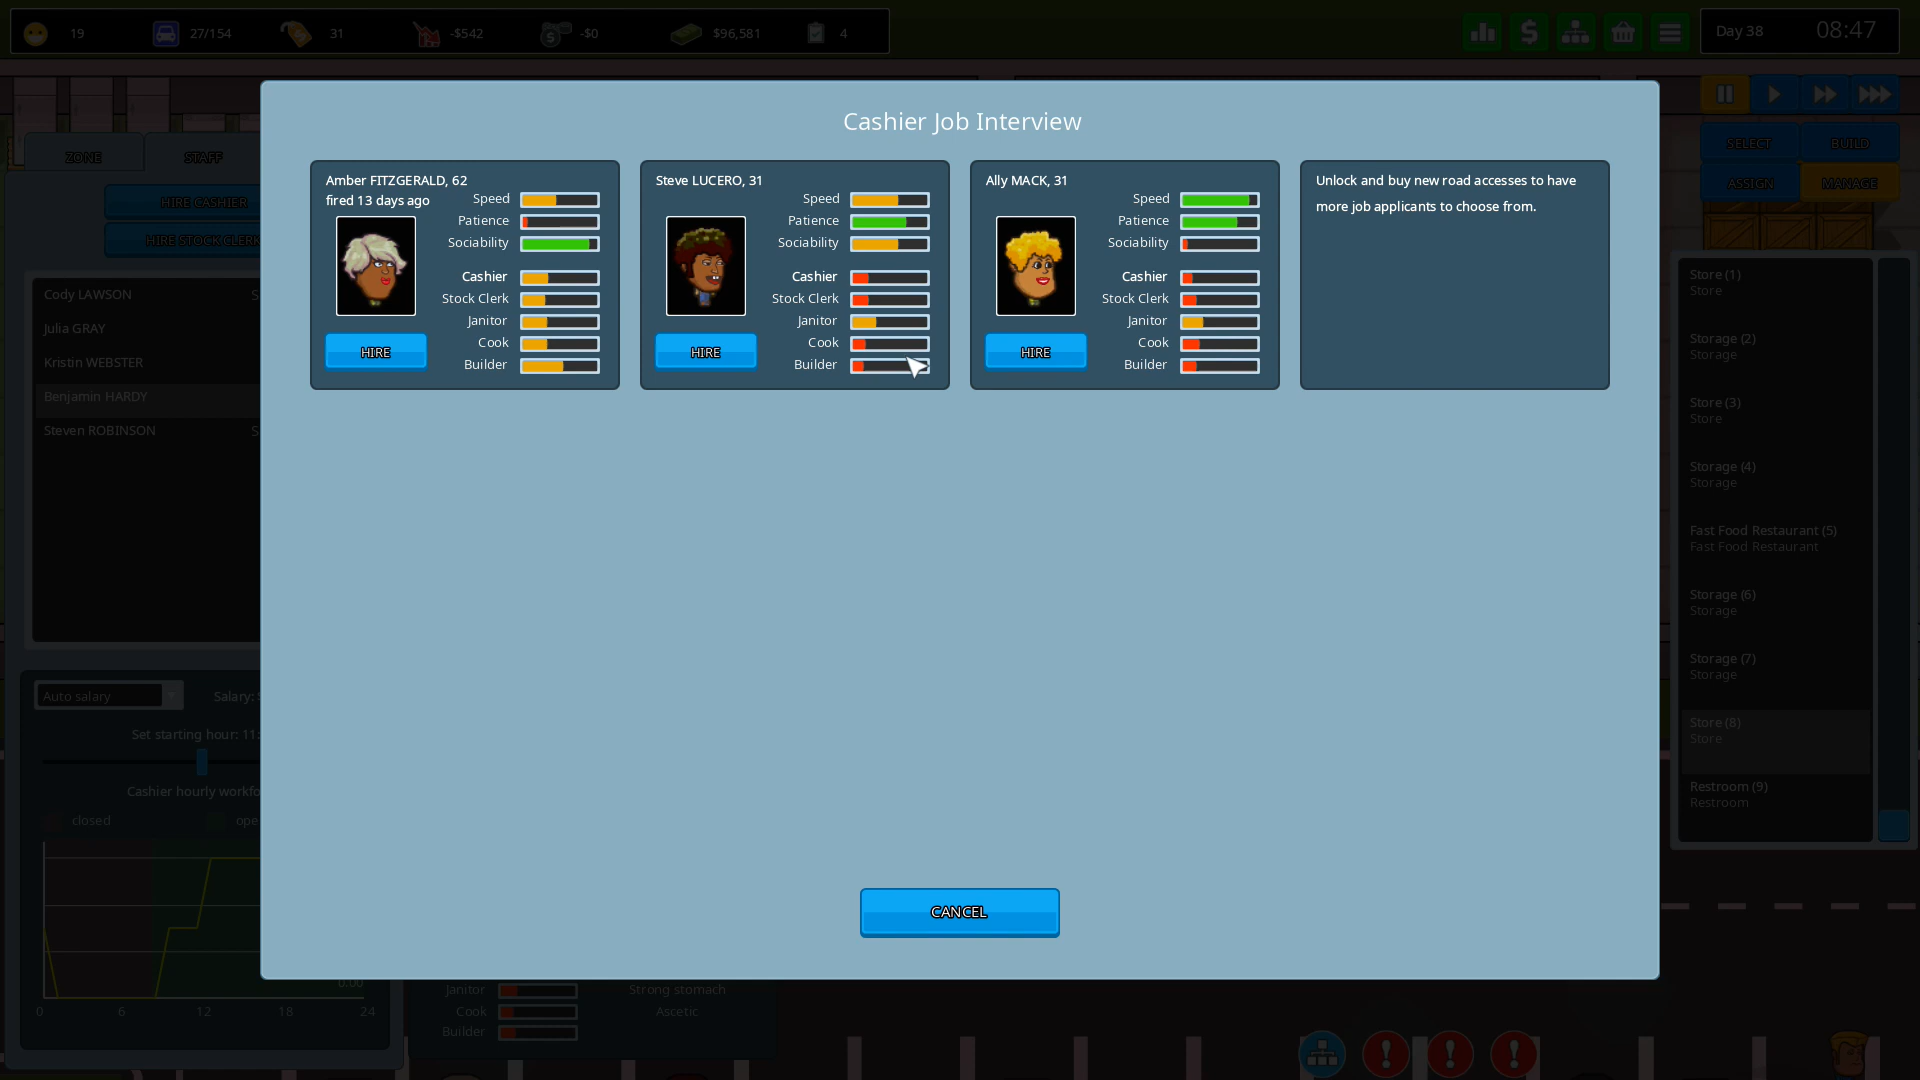 19
27/154
31
-$542
-$0
$96,581
4
Day 38
08:47
Cashier Job Interview
ZONE
STAFF
HIRE CASHIER
HIRE STOCK CLERK
Cody LAWSON
S
Julia GRAY
Kristin WEBSTER
Benjamin HARDY
Steven ROBINSON
S
Auto salary
Salary:
Set starting hour: 11:
Cashier hourly workfo
closed
ope
0.00
0
6
12
18
24
Amber FITZGERALD, 62
fired 13 days ago
Speed
Patience
Sociability
Cashier
Stock Clerk
Janitor
Cook
Builder
HIRE
Steve LUCERO, 31
Speed
Patience
Sociability
Cashier
Stock Clerk
Janitor
Cook
Builder
HIRE
Ally MACK, 31
Speed
Patience
Sociability
Cashier
Stock Clerk
Janitor
Cook
Builder
HIRE
Unlock and buy new road accesses to have
more job applicants to choose from.
CANCEL
Janitor
Strong stomach
Cook
Ascetic
Builder
SELECT
BUILD
ASSIGN
MANAGE
Store (1)
Store
Storage (2)
Storage
Store (3)
Store
Storage (4)
Storage
Fast Food Restaurant (5)
Fast Food Restaurant
Storage (6)
Storage
Storage (7)
Storage
Store (8)
Store
Restroom (9)
Restroom